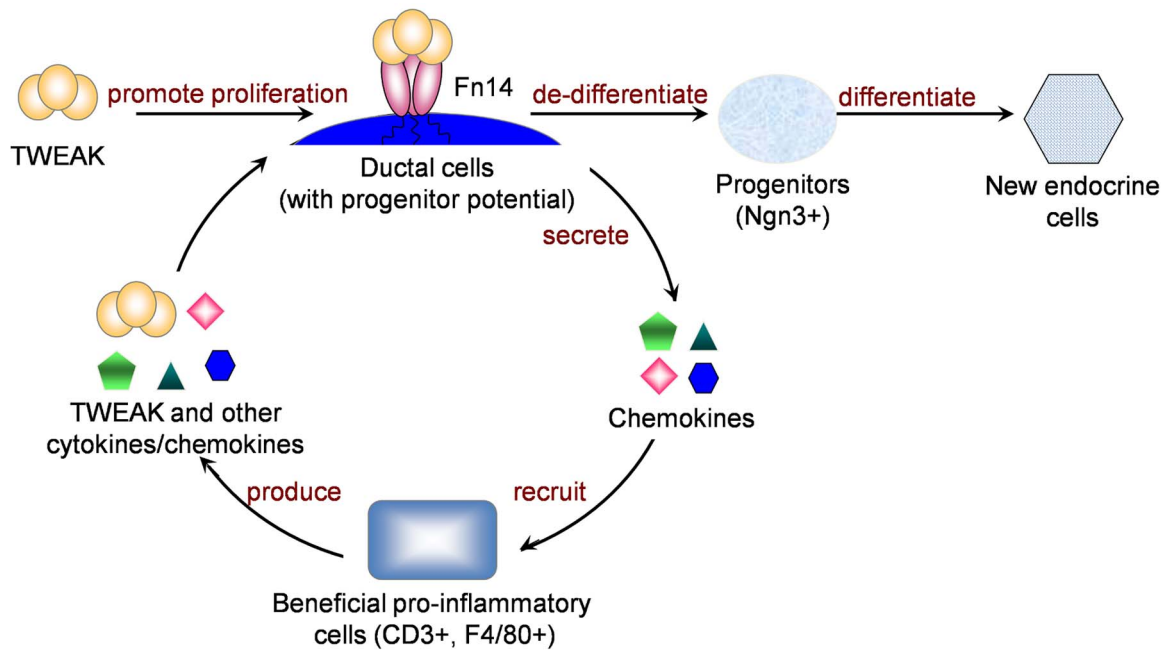 TWEAK
promote proliferation
Fn14
Ductal cells
(with progenitor potential)
de-differentiate
Progenitors
(Ngn3+)
differentiate
New endocrine
cells
secrete
Chemokines
recruit
Beneficial pro-inflammatory
cells (CD3+, F4/80+)
produce
TWEAK and other
cytokines/chemokines